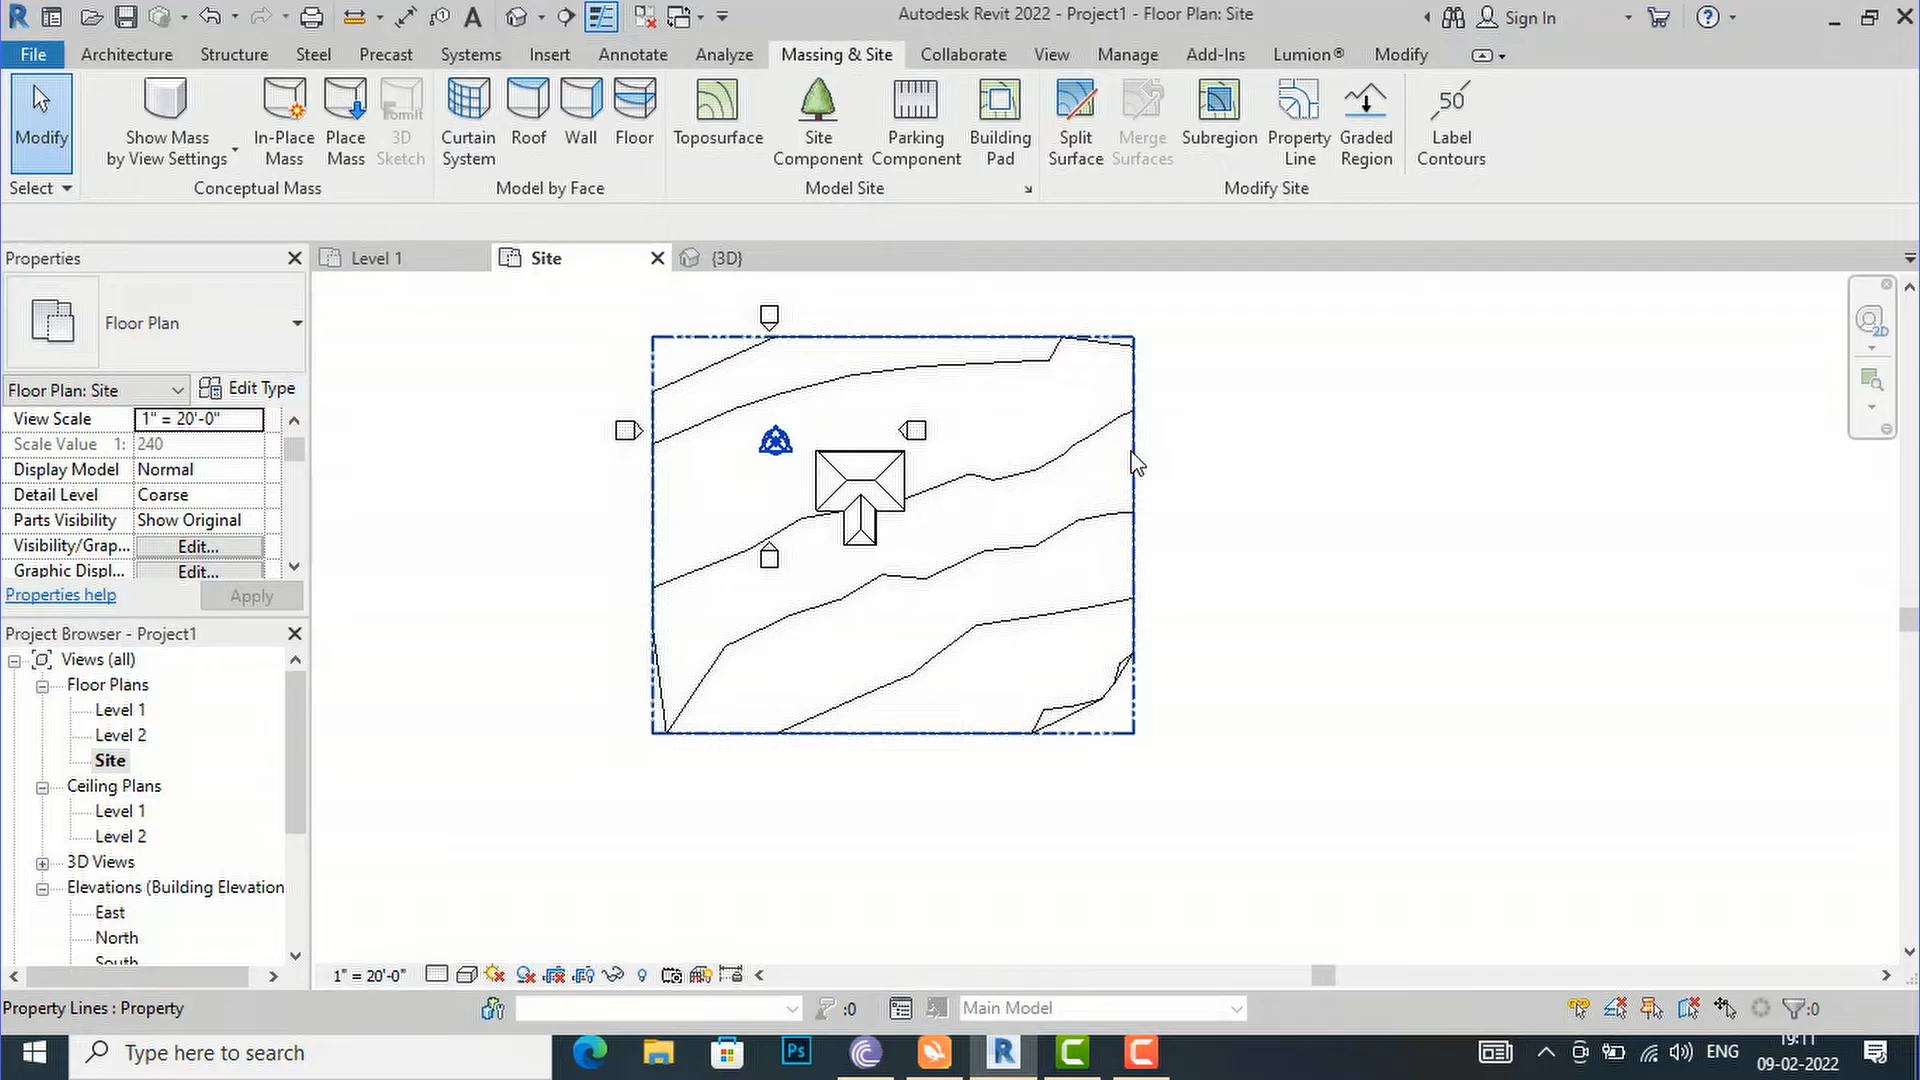 Autodesk Revit 2022 - Project1 - Floor Plan: Site
Sign In
File Architecture Structure Steel Precast Systems Insert Annotate Analyze Massing & Site Collaborate View Manage Add-Ins Lumion® Modify
Modify
Show Mass
by View Settings
In-Place
Mass
Place
Mass
FormIt
3D
Sketch
Curtain
System
Roof
Wall
Floor
Toposurface
Site
Component
Parking
Component
Building
Pad
Split
Surface
Merge
Surfaces
Subregion
Property
Line
Graded
Region
50
Label
Contours
Select
Conceptual Mass
Model by Face
Model Site
Modify Site
Properties
Level 1
Site
{3D}
2D
Floor Plan
Floor Plan: Site
Edit Type
View Scale 1" = 20'-0"
Scale Value 1: 240
Display Model Normal
Detail Level Coarse
Parts Visibility Show Original
Visibility/Grap... Edit...
Graphic Displ... Edit...
Properties help
Apply
Project Browser - Project1
Views (all)
Floor Plans
Level 1
Level 2
Site
Ceiling Plans
Level 1
Level 2
3D Views
Elevations (Building Elevation
East
North
South
1" = 20'-0"
Property Lines : Property
:0
Main Model
:0
Type here to search
Ps
ENG
19:11
09-02-2022